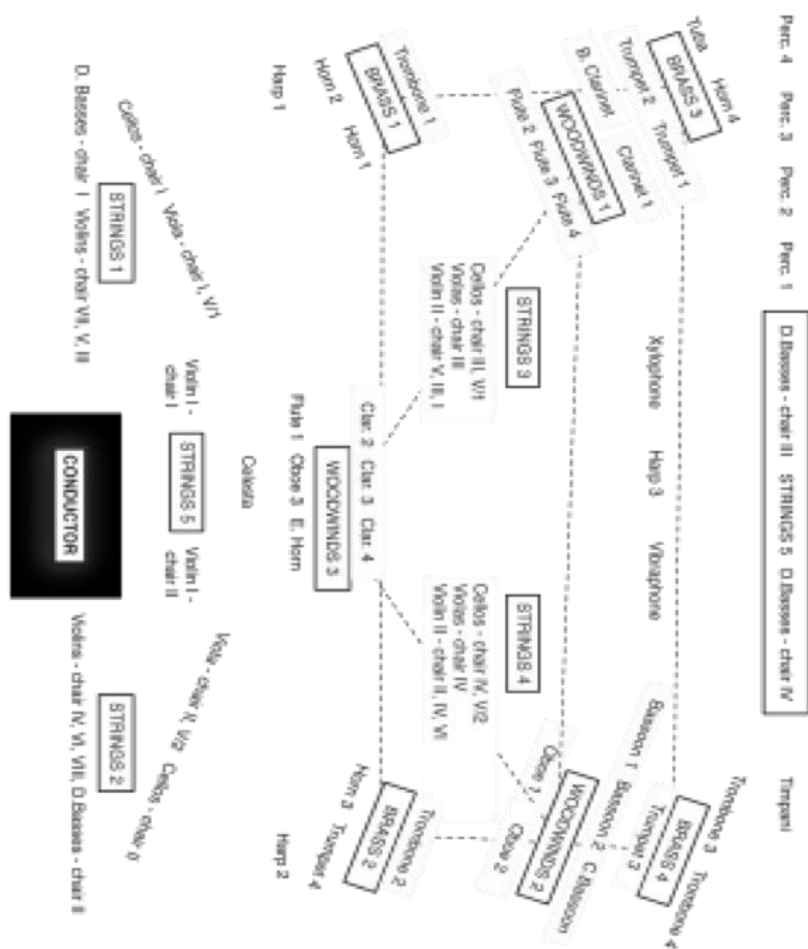 Perc. 4 Perc. 3 Perc. 2 Perc. 1
D.Basses - chair III STRINGS 5 D.Basses - chair IV
Timpani
Tuba Horn 4
BRASS 3
Trumpet 2 Trumpet 1
Xylophone Harp 3 Vibraphone
Trombone 3 Trombone 4
BRASS 4
Trumpet 3
B. Clarinet Clarinet 1
WOODWINDS 1
Flute 2 Flute 3 Flute 4
Bassoon 1 Bassoon 2 C.Bassoon
WOODWINDS 2
Oboe 1 Oboe 2
STRINGS 3
Cellos - chair III, V/1
Violas - chair III
Violin II - chair V, III, I
STRINGS 4
Cellos - chair IV, V/2
Violas - chair IV
Violin II - chair II, IV, VI
Trombone 1
BRASS 1
Horn 2 Horn 1
Clar. 2 Clar. 3 Clar. 4
WOODWINDS 3
Flute 1 Oboe 3 E. Horn
Trombone 2
BRASS 2
Horn 3 Trumpet 4
Harp 1
Celesta
Harp 2
Cellos - chair I Viola - chair I, V/1
STRINGS 1
D. Basses - chair I Violins - chair VII, V, III
Violin I -
chair I
STRINGS 5
Violin I -
chair II
Viola - chair II, V/2 Cellos - chair II
STRINGS 2
Violins - chair IV, VI, VIII, D.Basses - chair II
CONDUCTOR